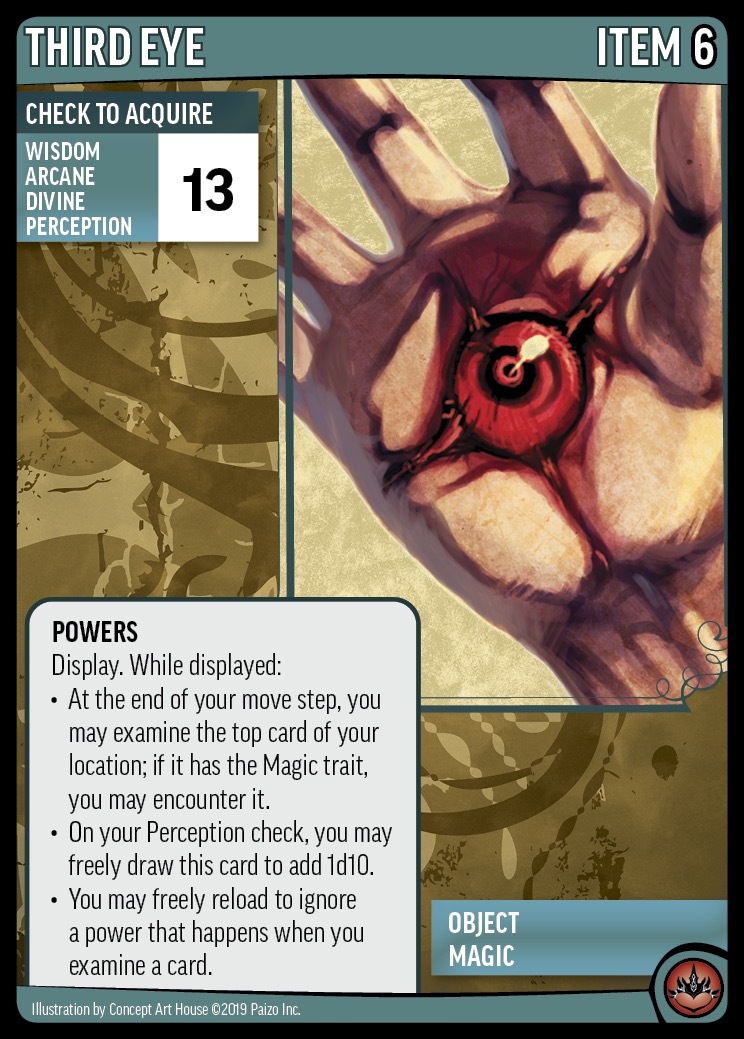 THIRD EYE
ITEM 6
CHECK TO ACQUIRE
WISDOM
ARCANE
DIVINE
PERCEPTION
13
POWERS
Display. While displayed:
• At the end of your move step, you
may examine the top card of your
location; if it has the Magic trait,
you may encounter it.
• On your Perception check, you may
freely draw this card to add 1d10.
• You may freely reload to ignore
a power that happens when you
examine a card.
OBJECT
MAGIC
Illustration by Concept Art House ©2019 Paizo Inc.